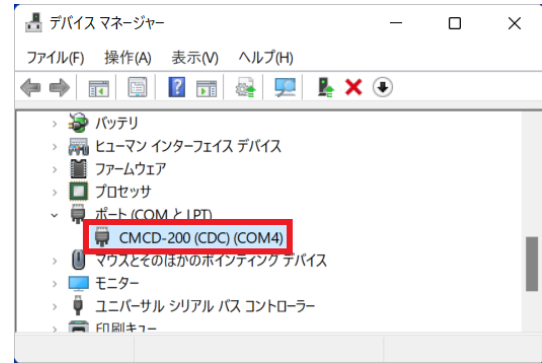 デバイス マネージャー
ファイル(F) 操作(A) 表示(V) ヘルプ(H)
バッテリ
ヒューマン インターフェイス デバイス
ファームウェア
プロセッサ
ポート (COM と LPT)
CMCD-200 (CDC) (COM4)
マウスとそのほかのポインティング デバイス
モニター
ユニバーサル シリアル バス コントローラー
印刷キュー